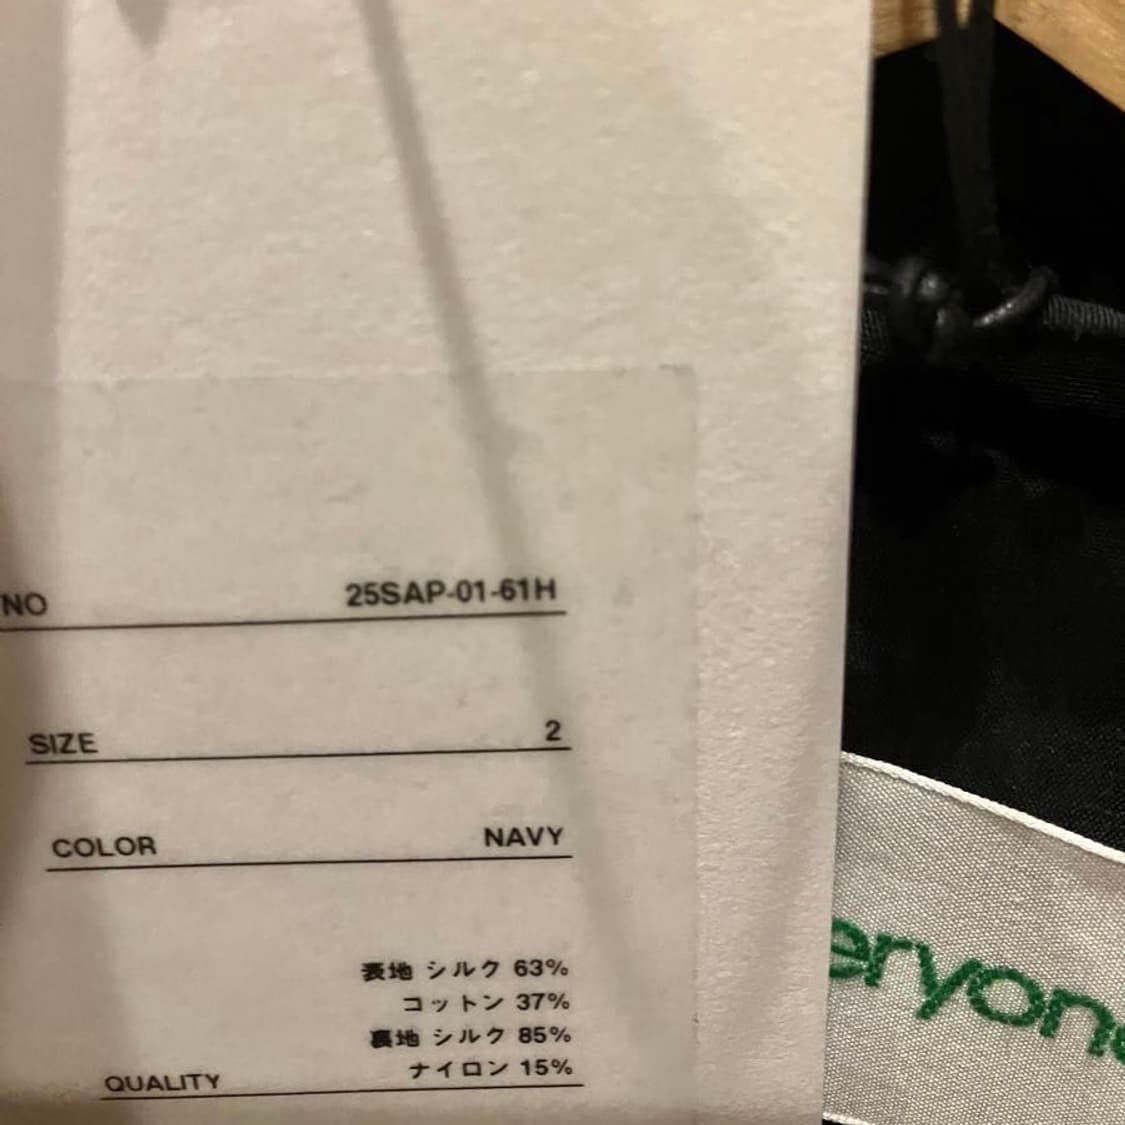 NO 25SAP-01-61H
SIZE 2
COLOR NAVY
表地 シルク 63%
コットン 37%
裏地 シルク 85%
ナイロン 15%
QUALITY
eryone